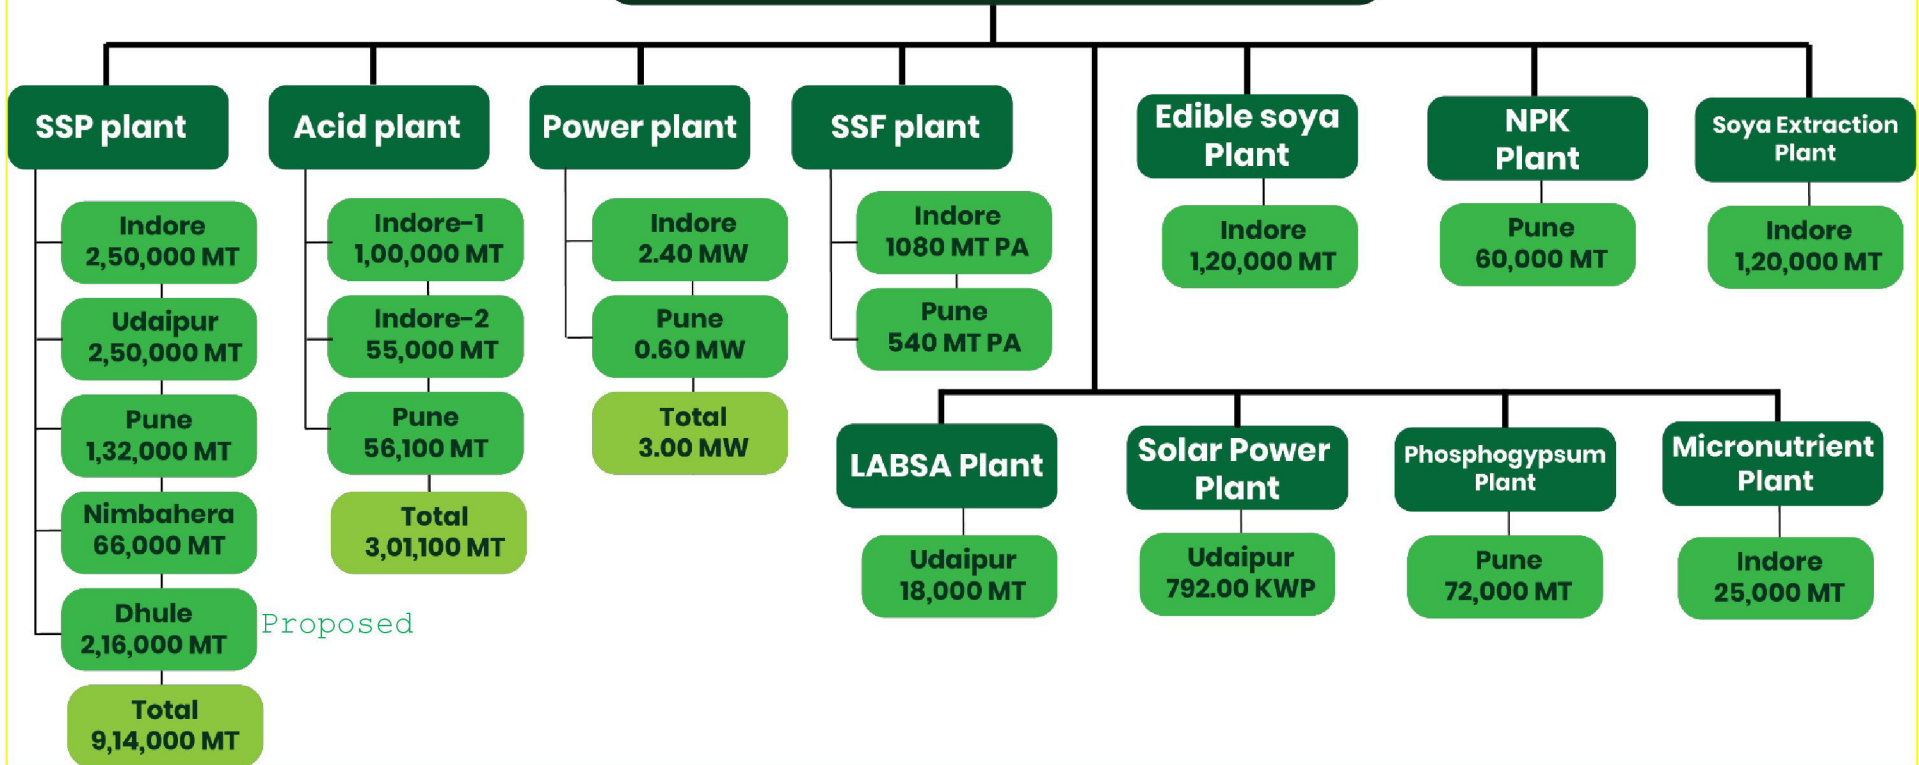 SSP plant
Indore
2,50,000 MT
Udaipur
2,50,000 MT
Pune
1,32,000 MT
Nimbahera
66,000 MT
Dhule
2,16,000 MT
Proposed
Total
9,14,000 MT
Acid plant
Indore-1
1,00,000 MT
Indore-2
55,000 MT
Pune
56,100 MT
Total
3,01,100 MT
Power plant
Indore
2.40 MW
Pune
0.60 MW
Total
3.00 MW
SSF plant
Indore
1080 MT PA
Pune
540 MT PA
Edible soya
Plant
Indore
1,20,000 MT
NPK
Plant
Pune
60,000 MT
Soya Extraction
Plant
Indore
1,20,000 MT
LABSA Plant
Udaipur
18,000 MT
Solar Power
Plant
Udaipur
792.00 KWP
Phosphogypsum
Plant
Pune
72,000 MT
Micronutrient
Plant
Indore
25,000 MT